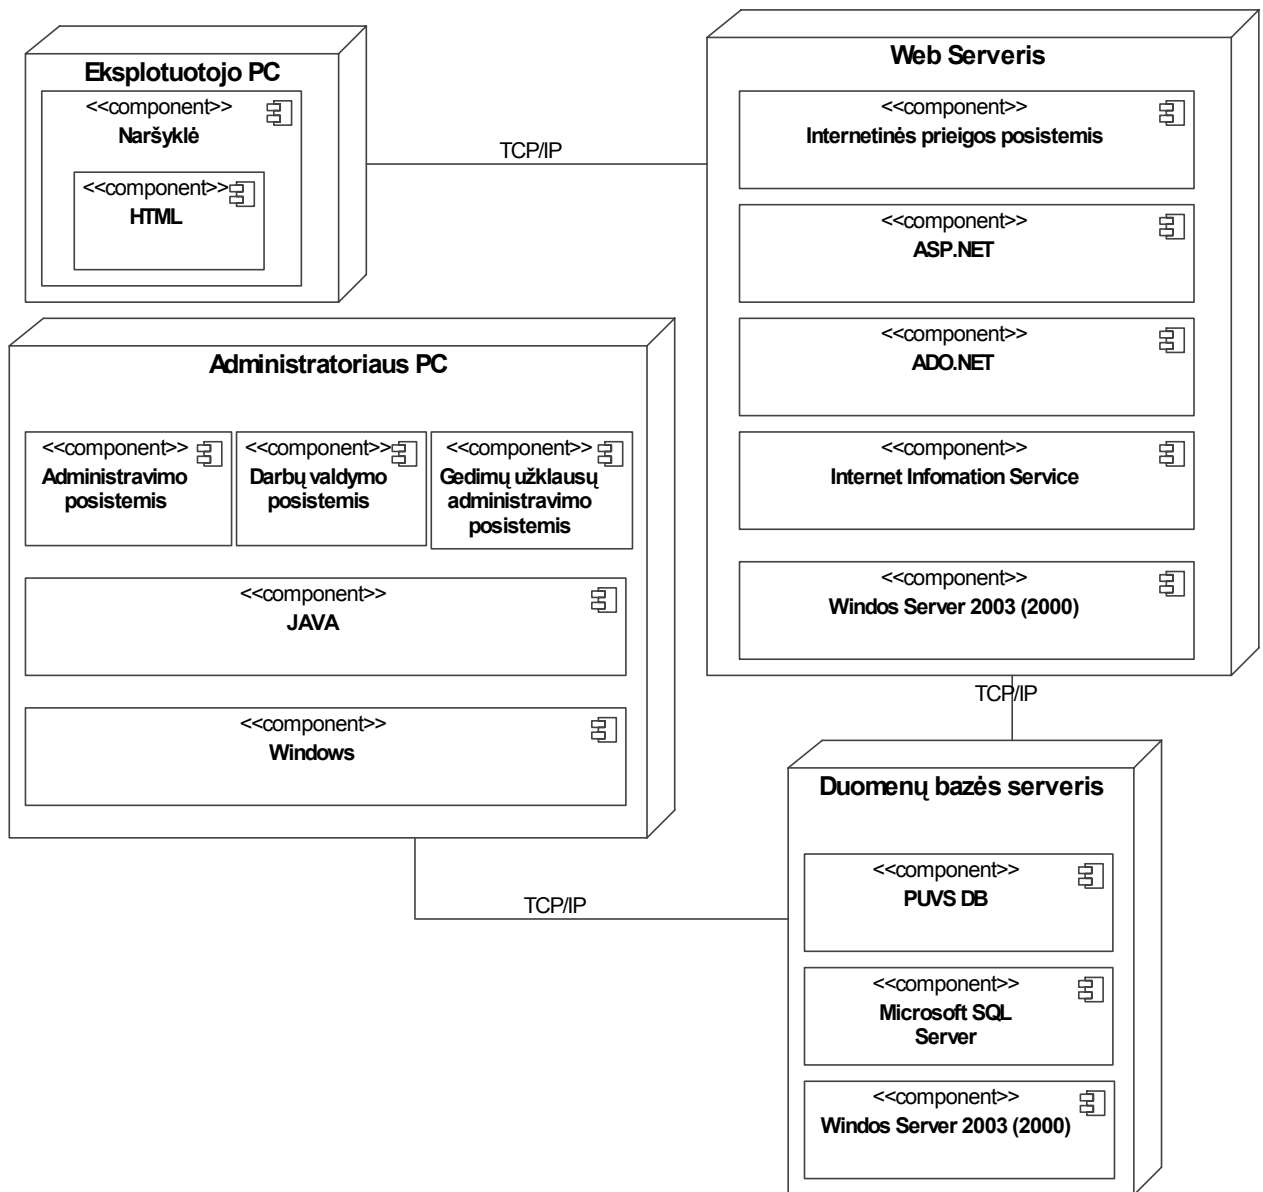 Eksplotuotojo PC
<<component>>
Naršyklė
<<component>>
HTML
TCP/IP
Web Serveris
<<component>>
Internetinės prieigos posistemis
<<component>>
ASP.NET
<<component>>
ADO.NET
<<component>>
Internet Infomation Service
<<component>>
Windos Server 2003 (2000)
Administratoriaus PC
<<component>>
Administravimo
posistemis
<<component>>
Darbų valdymo
posistemis
<<component>>
Gedimų užklausų
administravimo
posistemis
<<component>>
JAVA
<<component>>
Windows
TCP/IP
TCP/IP
Duomenų bazės serveris
<<component>>
PUVS DB
<<component>>
Microsoft SQL
Server
<<component>>
Windos Server 2003 (2000)